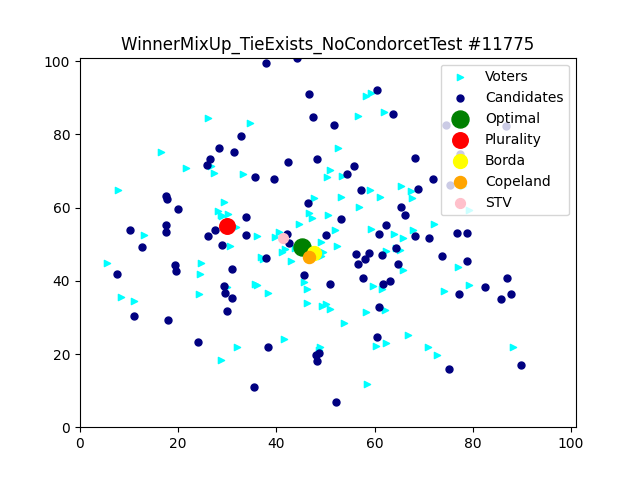 WinnerMixUp_TieExists_NoCondorcetTest #11775
100
80
60
40
20
0
0 20 40 60 80 100
Voters
Candidates
Optimal
Plurality
Borda
Copeland
STV